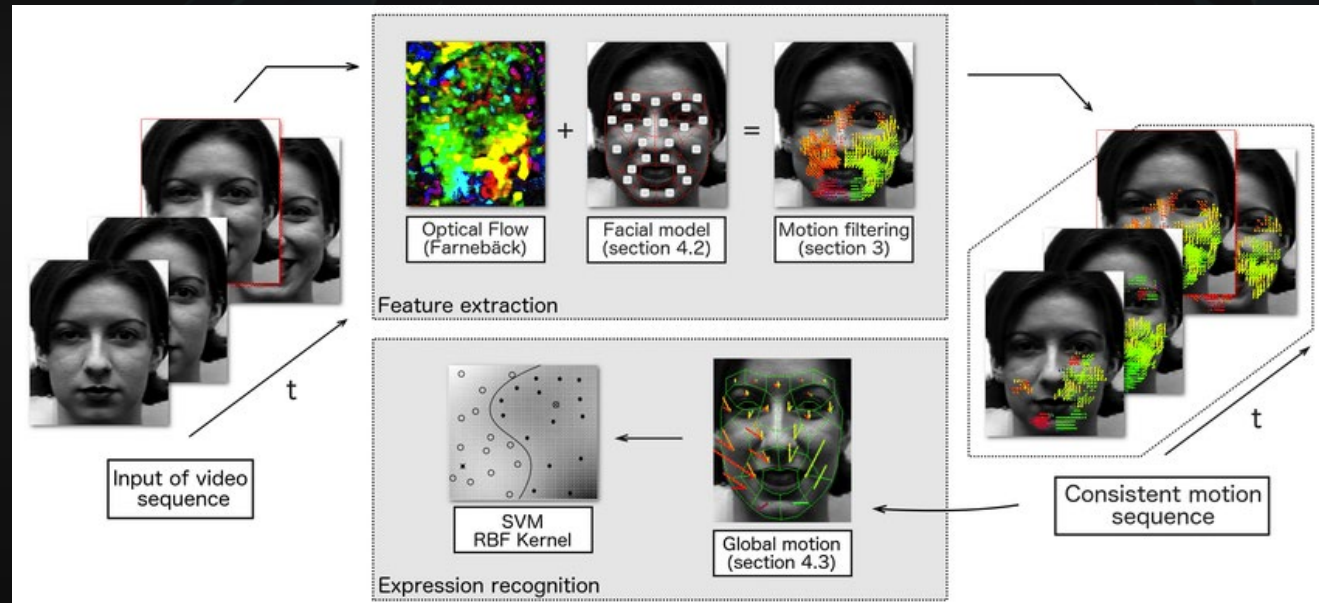 Optical Flow
(Farnebäck)
+
Facial model
(section 4.2)
=
Motion filtering
(section 3)
Feature extraction
t
Input of video
sequence
t
Consistent motion
sequence
SVM
RBF Kernel
Global motion
(section 4.3)
Expression recognition